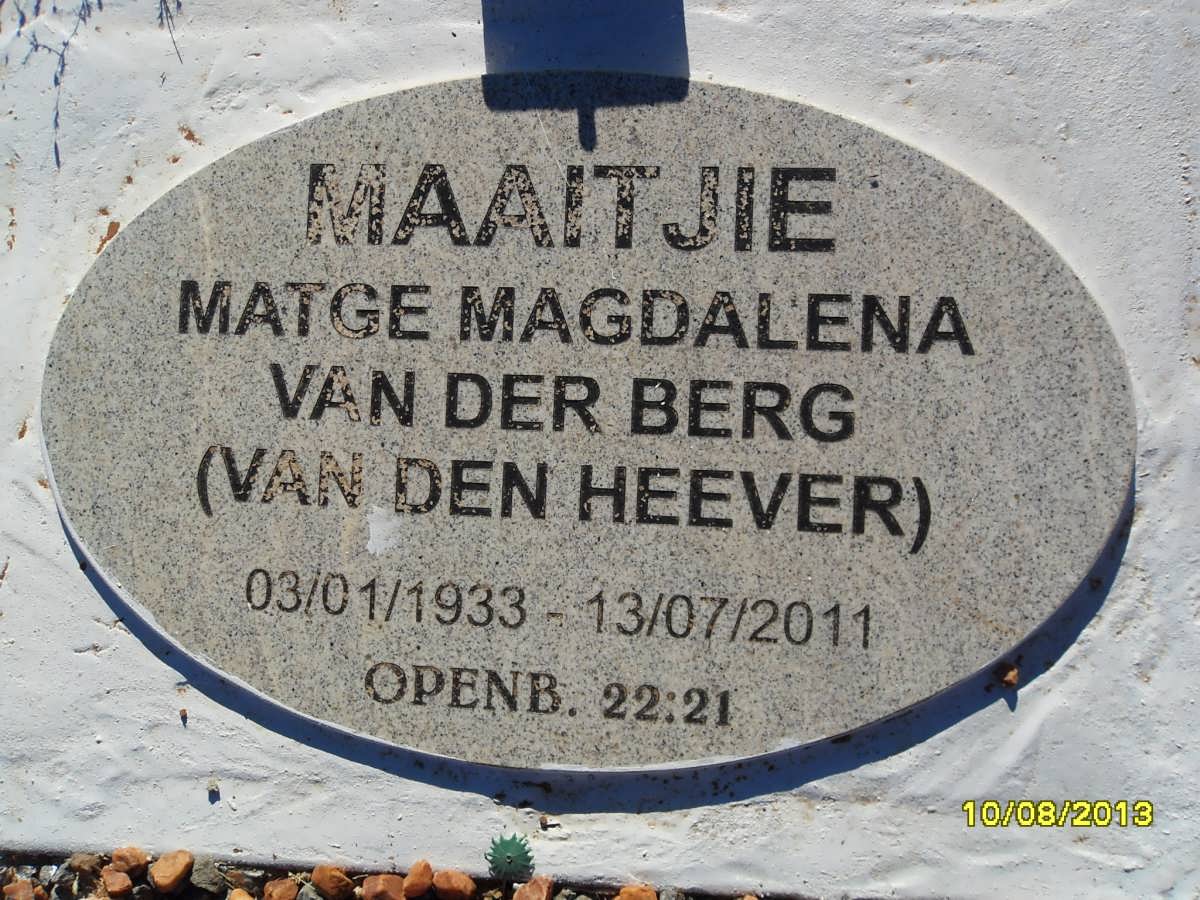 MAAITJIE
MATGE MAGDALENA
VAN DER BERG
(VAN DEN HEEVER)
03/01/1933 - 13/07/2011
OPENB. 22:21
10/08/2013